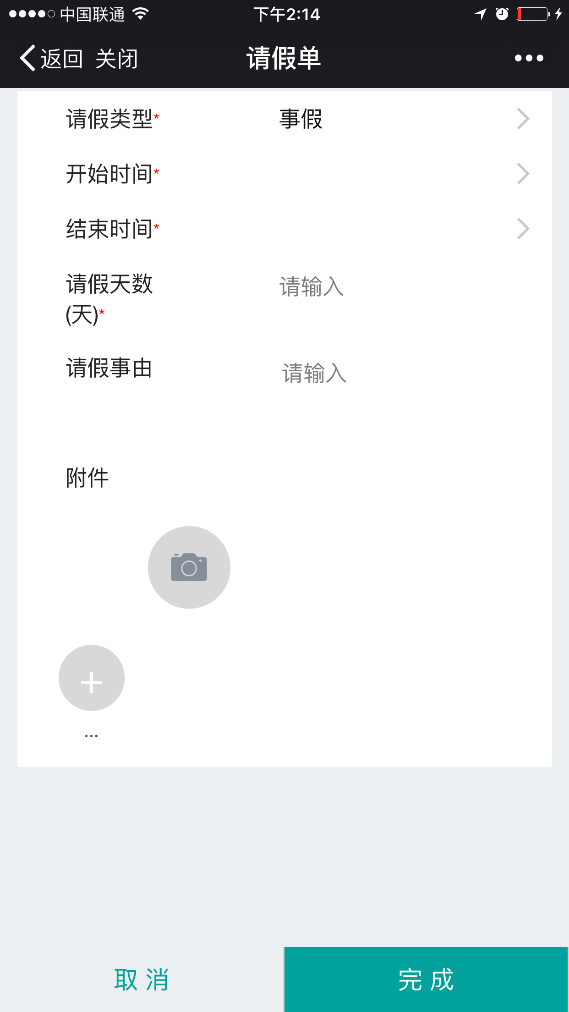 中国联通 下午2:14
返回 关闭 请假单
请假类型* 事假
开始时间*
结束时间*
请假天数 请输入
(天)*
请假事由 请输入
附件
...
取消 完成